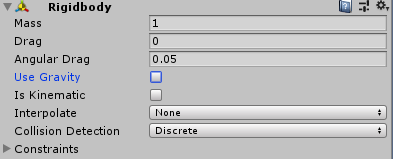 Rigidbody
Mass 1
Drag 0
Angular Drag 0.05
Use Gravity
Is Kinematic
Interpolate None
Collision Detection Discrete
Constraints